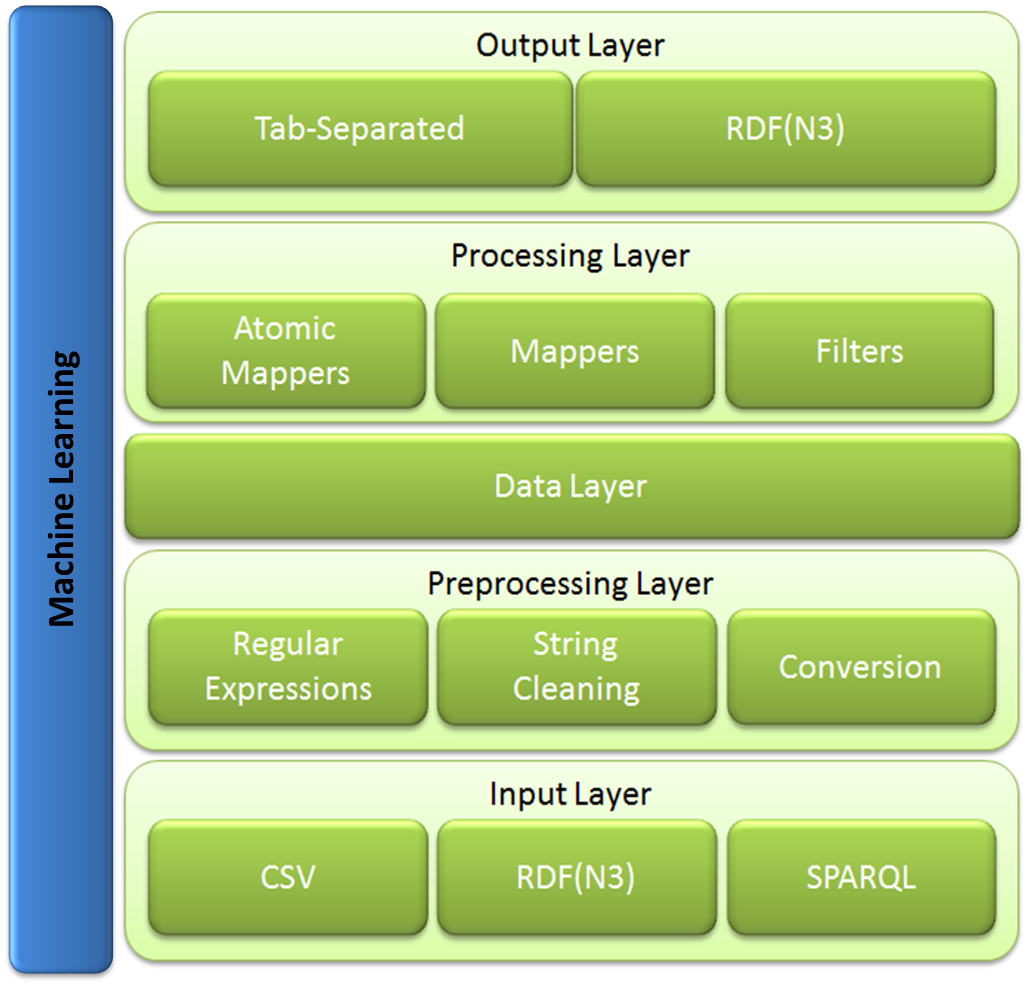 Machine Learning
Output Layer
Tab-Separated
RDF(N3)
Processing Layer
Atomic
Mappers
Mappers
Filters
Data Layer
Preprocessing Layer
Regular
Expressions
String
Cleaning
Conversion
Input Layer
CSV
RDF(N3)
SPARQL